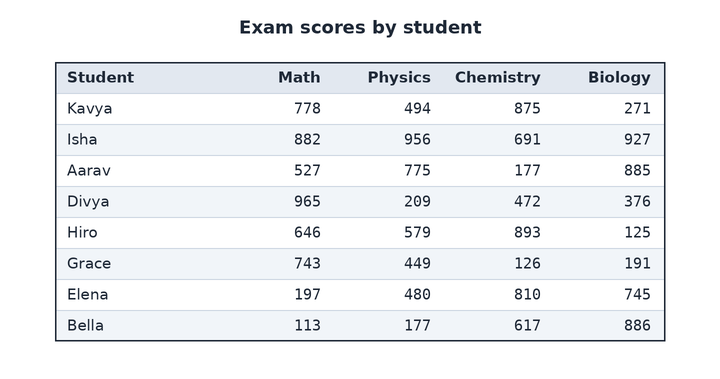 Exam scores by student
Student Math Physics Chemistry Biology
Kavya 778 494 875 271
Isha 882 956 691 927
Aarav 527 775 177 885
Divya 965 209 472 376
Hiro 646 579 893 125
Grace 743 449 126 191
Elena 197 480 810 745
Bella 113 177 617 886